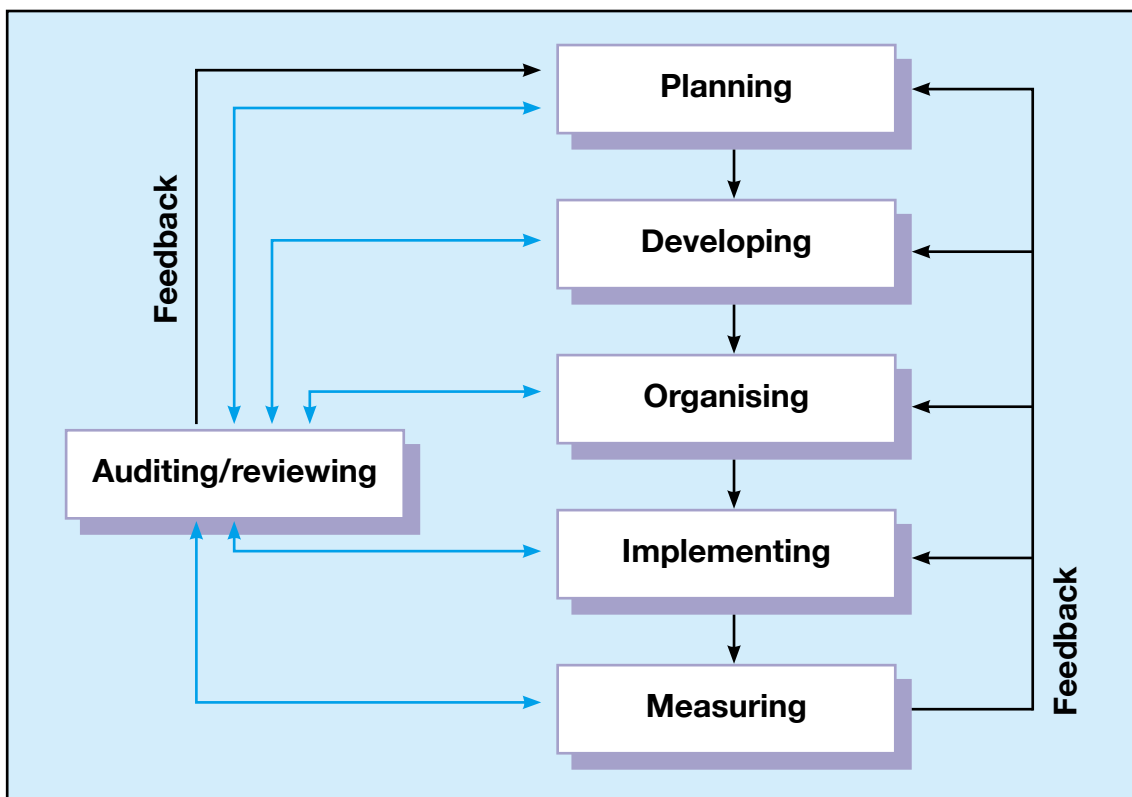 Planning
Feedback
Developing
Organising
Auditing/reviewing
Implementing
Feedback
Measuring